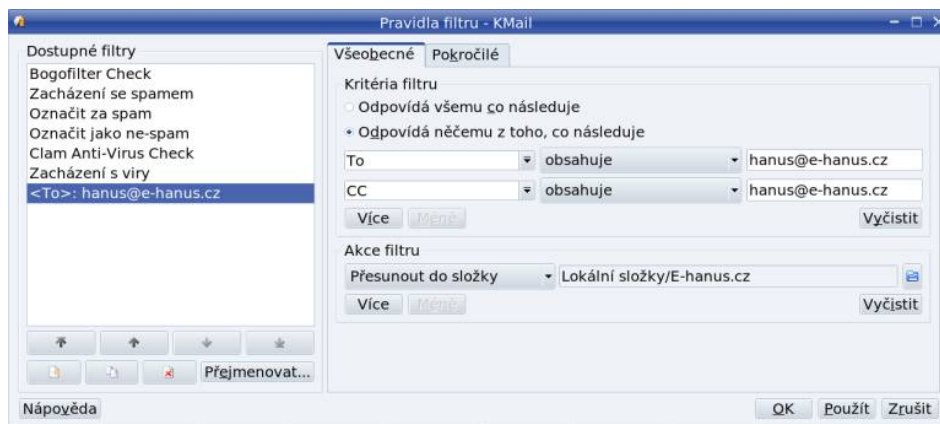 Pravidla filtru - KMail
Dostupné filtry
Bogofilter Check
Zacházení se spamem
Označit za spam
Označit jako ne-spam
Clam Anti-Virus Check
Zacházení s viry
<To>: hanus@e-hanus.cz
Přejmenovat...
Všeobecné Pokročilé
Kritéria filtru
Odpovídá všemu co následuje
Odpovídá něčemu z toho, co následuje
To obsahuje hanus@e-hanus.cz
CC obsahuje hanus@e-hanus.cz
Více Méně Vyčistit
Akce filtru
Přesunout do složky Lokální složky/E-hanus.cz
Více Méně Vyčistit
Nápověda OK Použít Zrušit